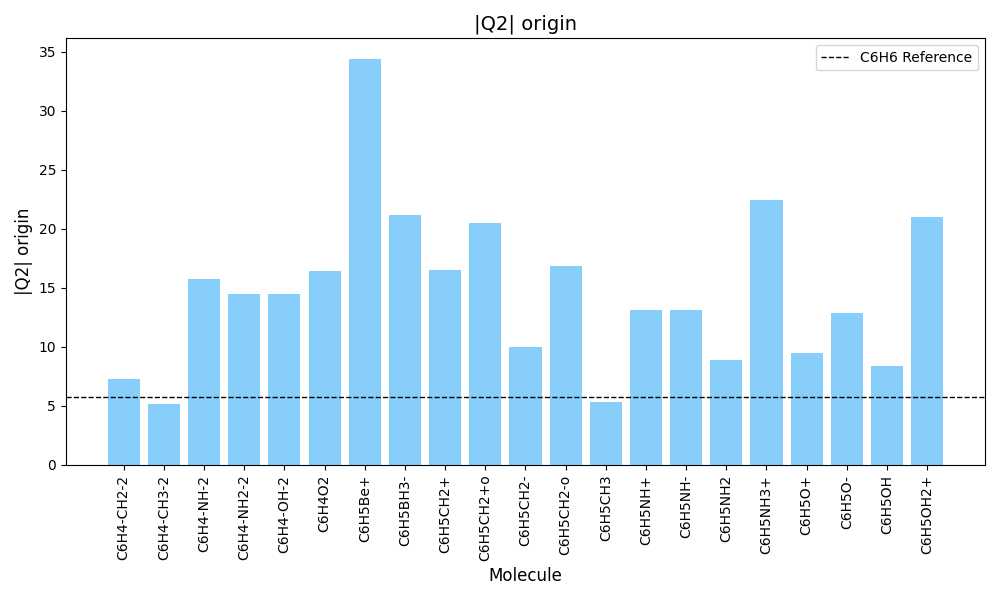 |Q2| origin
C6H6 Reference
|Q2| origin
35
30
25
20
15
10
5
0
C6H4-CH2-2
C6H4-CH3-2
C6H4-NH-2
C6H4-NH2-2
C6H4-OH-2
C6H4O2
C6H5Be+
C6H5BH3-
C6H5CH2+
C6H5CH2+o
C6H5CH2-
C6H5CH2-o
C6H5CH3
C6H5NH+
C6H5NH-
C6H5NH2
C6H5NH3+
C6H5O+
C6H5O-
C6H5OH
C6H5OH2+
Molecule